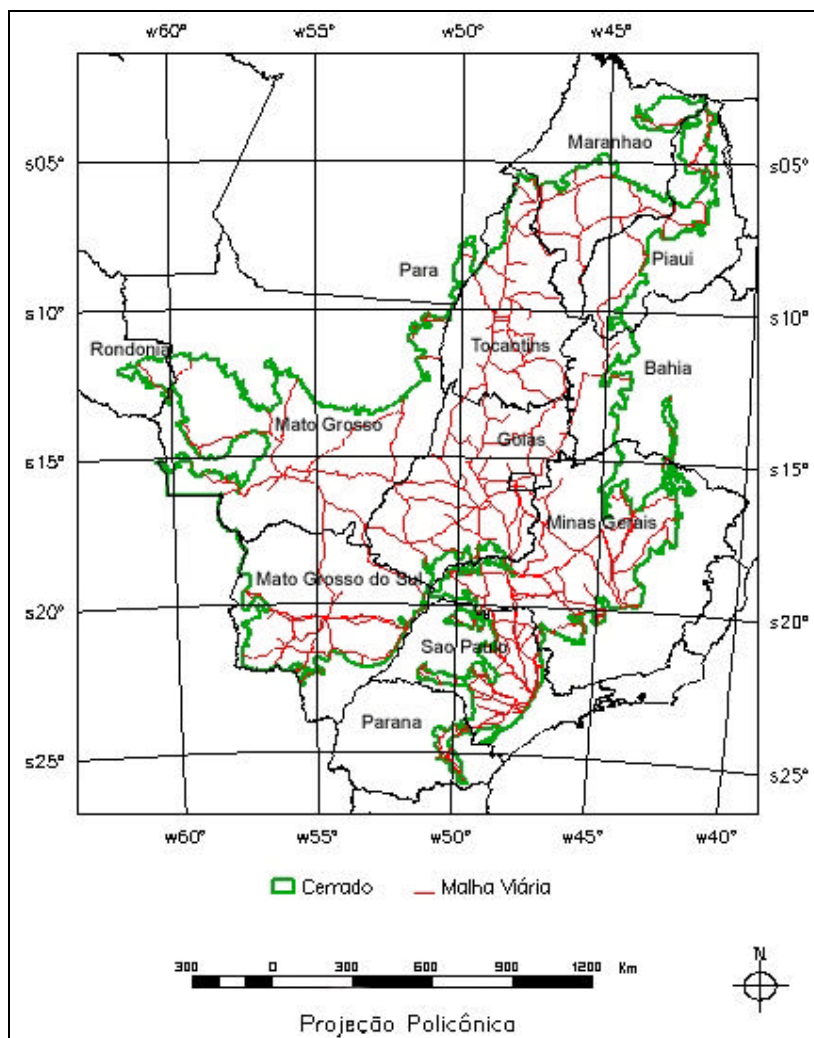 w60° w55° w50° w45°
Maranhao
s05° s05°
Para
Piaui
s10° s10°
Rondonia
Tocantins
Bahia
Mato Grosso
Goias
s15° s15°
Minas Gerais
Mato Grosso do Sul
s20° s20°
Sao Paulo
Parana
s25° s25°
w60° w55° w50° w45° w40°
Cerrado Malha Viária
300 0 300 600 900 1200 Km
N
Projeção Policônica